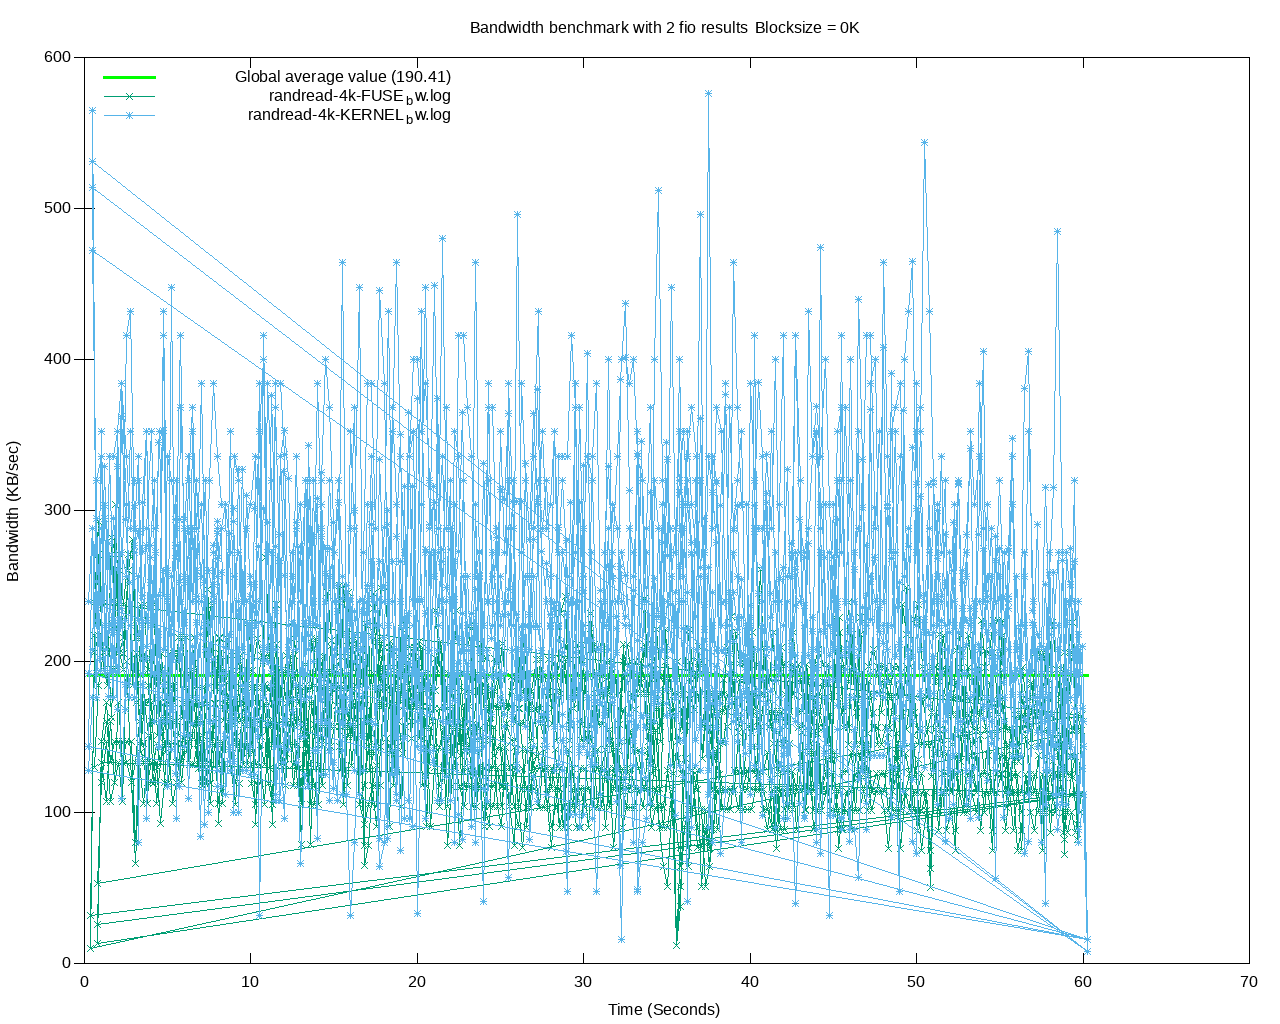 Bandwidth benchmark with 2 fio results Blocksize = 0K
600
500
400
300
200
100
0
Global average value (190.41)
randread-4k-FUSEbw.log
randread-4k-KERNELbw.log
Bandwidth (KB/sec)
0 10 20 30 40 50 60 70
Time (Seconds)